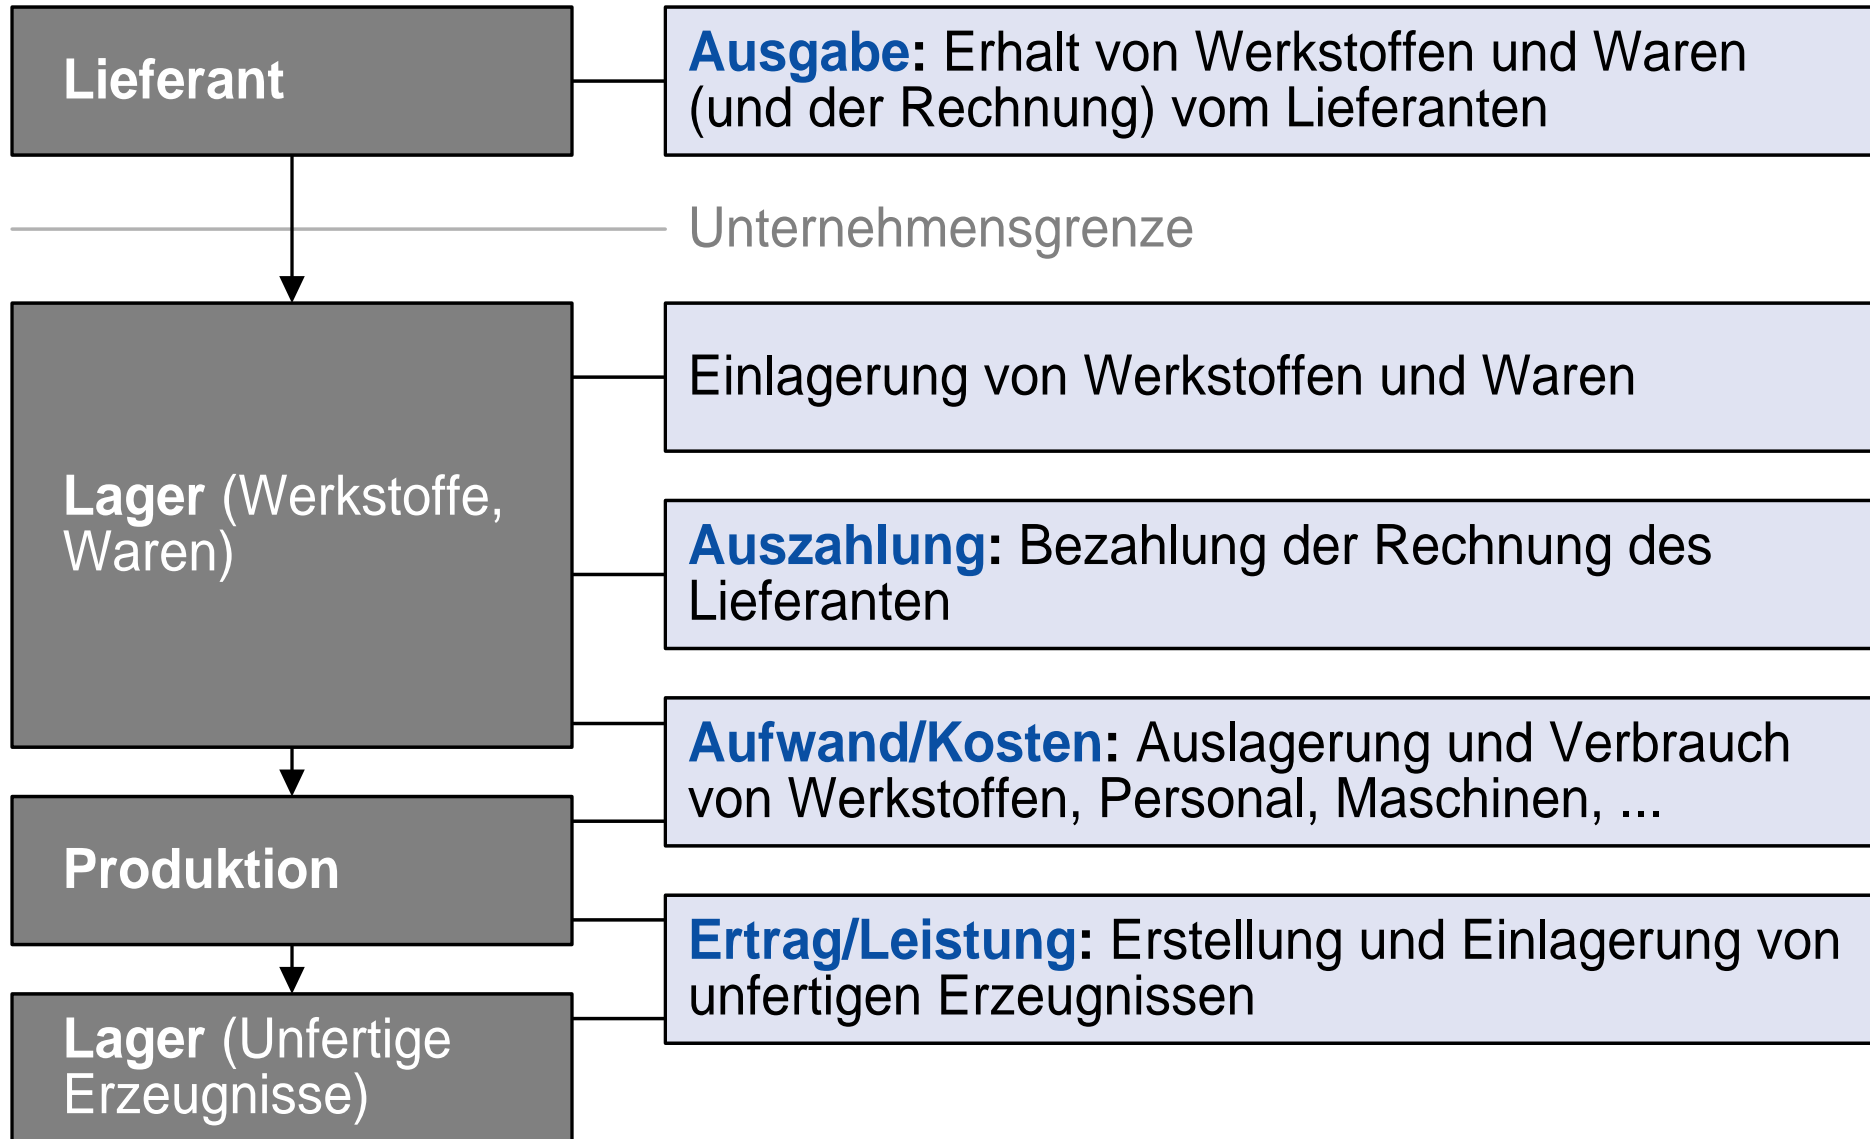 Lieferant
Ausgabe: Erhalt von Werkstoffen und Waren
(und der Rechnung) vom Lieferanten
Unternehmensgrenze
Einlagerung von Werkstoffen und Waren
Lager (Werkstoffe,
Waren)
Auszahlung: Bezahlung der Rechnung des
Lieferanten
Aufwand/Kosten: Auslagerung und Verbrauch
von Werkstoffen, Personal, Maschinen, ...
Produktion
Ertrag/Leistung: Erstellung und Einlagerung von
unfertigen Erzeugnissen
Lager (Unfertige
Erzeugnisse)